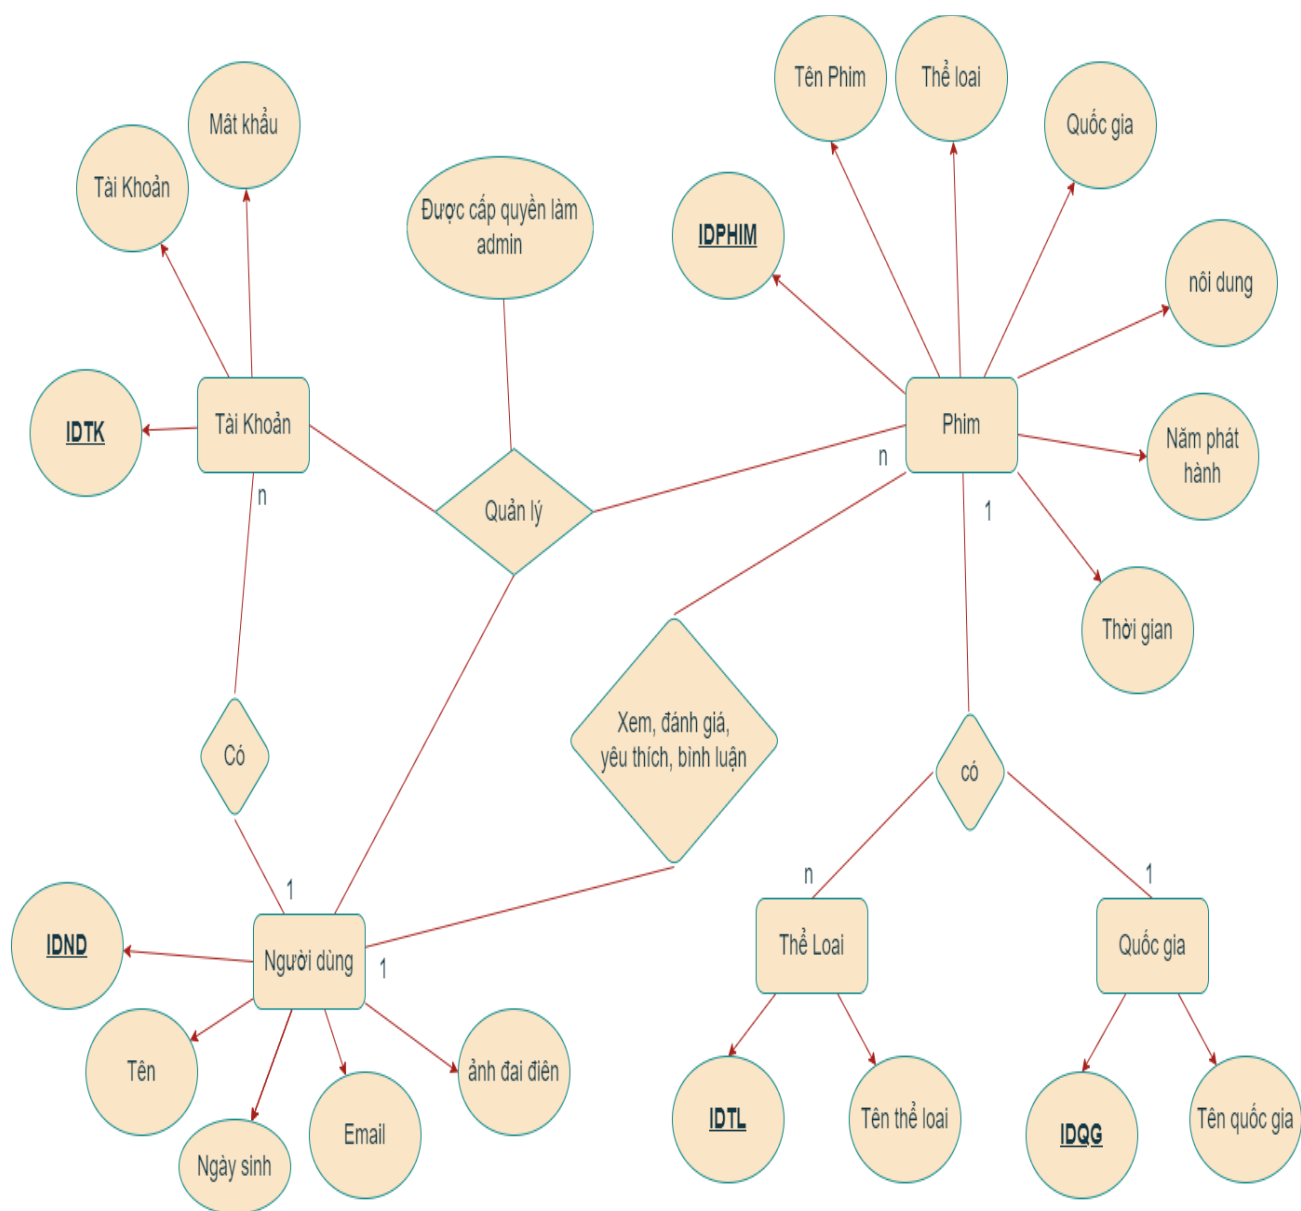 Tên Phim
Thể loai
Mât khẩu
Quốc gia
Tài Khoản
Được cấp quyền làm
admin
IDPHIM
nôi dung
IDTK
Tài Khoản
Phim
Năm phát
hành
n
n
Quản lý
1
Thời gian
Xem, đánh giá,
yêu thích, bình luận
Có
có
1
n
1
IDND
Người dùng
1
Thể Loai
Quốc gia
Tên
ảnh đai điên
Ngày sinh
Email
IDTL
Tên thể loai
IDQG
Tên quốc gia